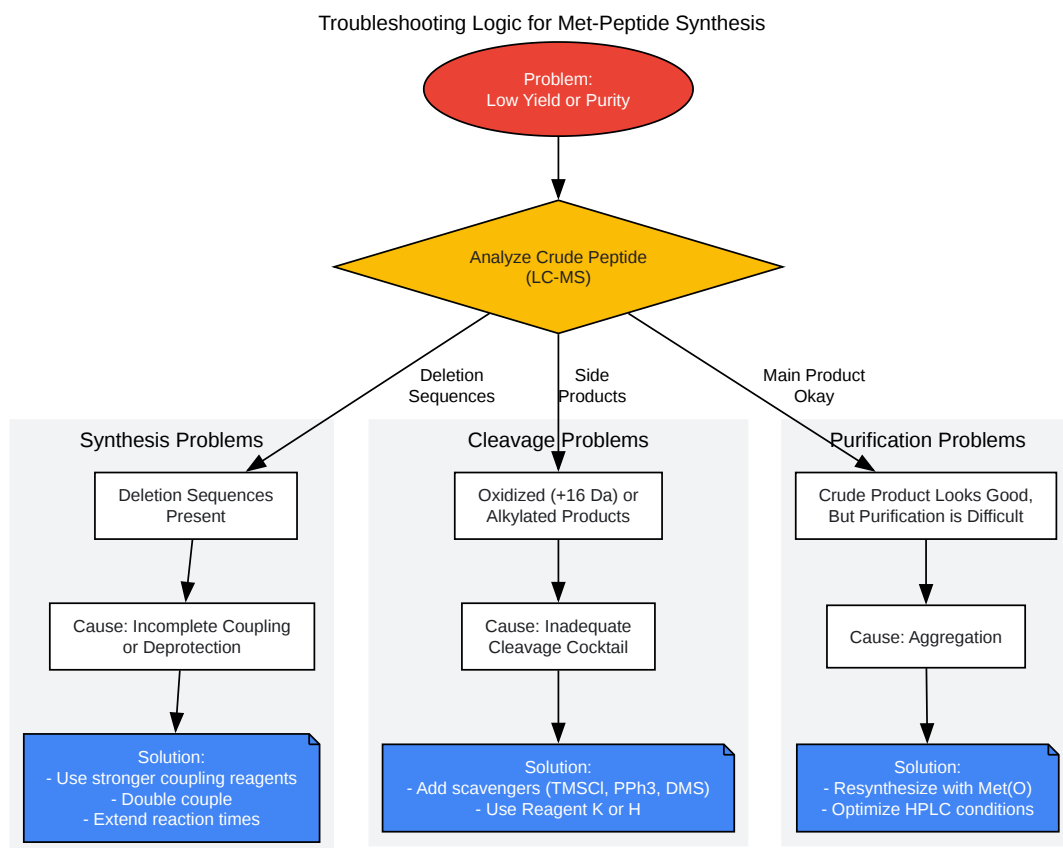 Troubleshooting Logic for Met-Peptide Synthesis
Problem:
Low Yield or Purity
Analyze Crude Peptide
(LC-MS)
Deletion
Sequences
Side
Products
Main Product
Okay
Synthesis Problems
Deletion Sequences
Present
Cause: Incomplete Coupling
or Deprotection
Solution:
- Use stronger coupling reagents
- Double couple
- Extend reaction times
Cleavage Problems
Oxidized (+16 Da) or
Alkylated Products
Cause: Inadequate
Cleavage Cocktail
Solution:
- Add scavengers (TMSCl, PPh3, DMS)
- Use Reagent K or H
Purification Problems
Crude Product Looks Good,
But Purification is Difficult
Cause: Aggregation
Solution:
- Resynthesize with Met(O)
- Optimize HPLC conditions